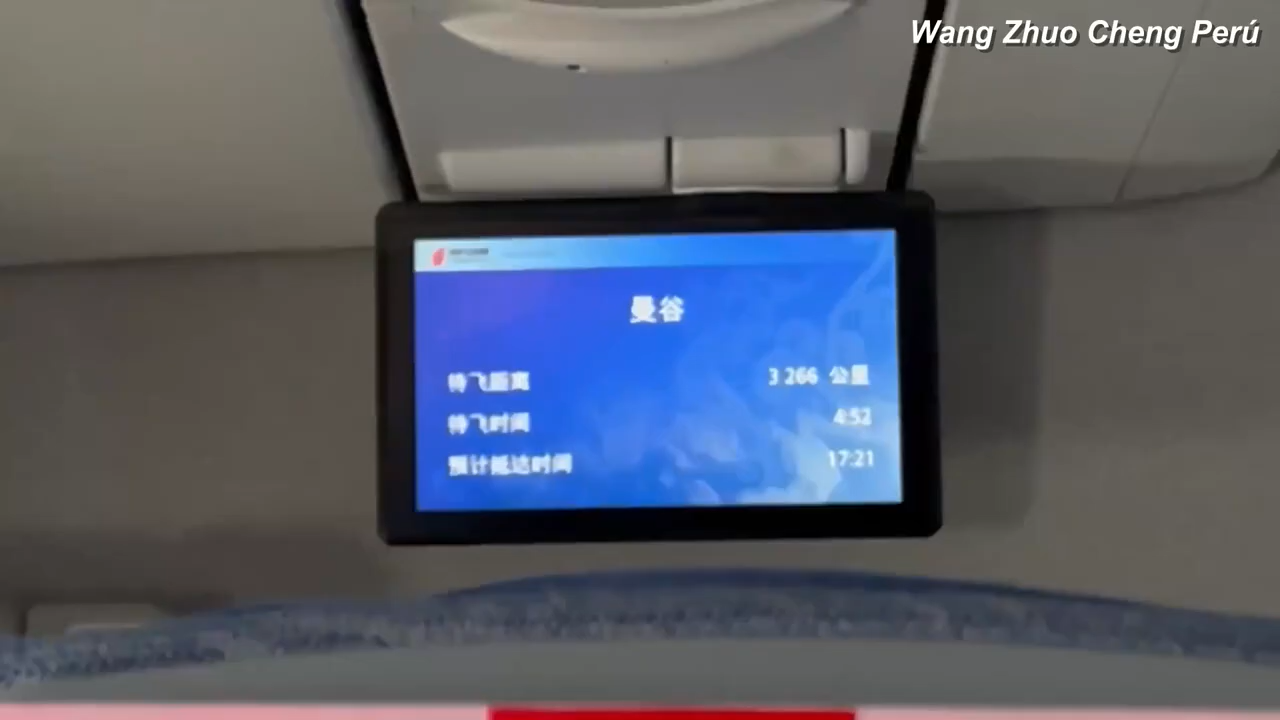 Wang Zhuo Cheng Perú
曼谷
待飞距离 3 266 公里
待飞时间 4:52
预计抵达时间 17:21